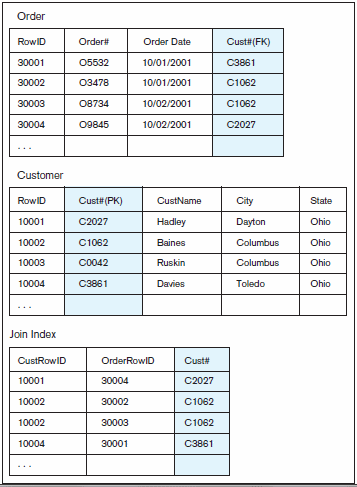 Order
RowID Order# Order Date Cust#(FK)
30001 O5532 10/01/2001 C3861
30002 O3478 10/01/2001 C1062
30003 O8734 10/02/2001 C1062
30004 O9845 10/02/2001 C2027
. . .
Customer
RowID Cust#(PK) CustName City State
10001 C2027 Hadley Dayton Ohio
10002 C1062 Baines Columbus Ohio
10003 C0042 Ruskin Columbus Ohio
10004 C3861 Davies Toledo Ohio
. . .
Join Index
CustRowID OrderRowID Cust#
10001 30004 C2027
10002 30002 C1062
10002 30003 C1062
10004 30001 C3861
. . .